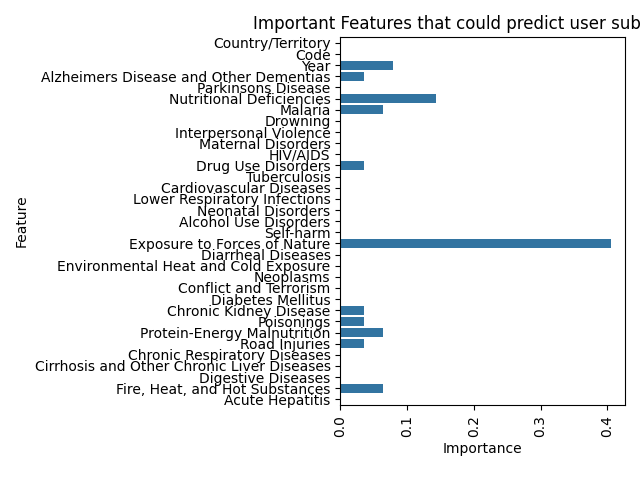 Important Features that could predict user sub
Country/Territory
Code
Year
Alzheimers Disease and Other Dementias
Parkinsons Disease
Nutritional Deficiencies
Malaria
Drowning
Interpersonal Violence
Maternal Disorders
HIV/AIDS
Drug Use Disorders
Tuberculosis
Cardiovascular Diseases
Lower Respiratory Infections
Neonatal Disorders
Alcohol Use Disorders
Self-harm
Exposure to Forces of Nature
Diarrheal Diseases
Environmental Heat and Cold Exposure
Neoplasms
Conflict and Terrorism
Diabetes Mellitus
Chronic Kidney Disease
Poisonings
Protein-Energy Malnutrition
Road Injuries
Chronic Respiratory Diseases
Cirrhosis and Other Chronic Liver Diseases
Digestive Diseases
Fire, Heat, and Hot Substances
Acute Hepatitis
Feature
0.0 0.1 0.2 0.3 0.4
Importance